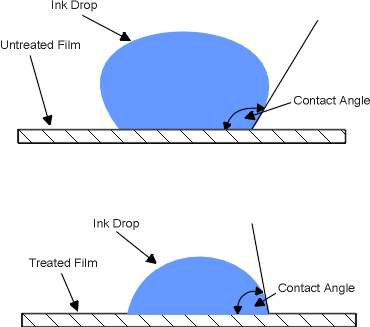 Ink Drop
Untreated Film
Contact Angle
Ink Drop
Treated Film
Contact Angle